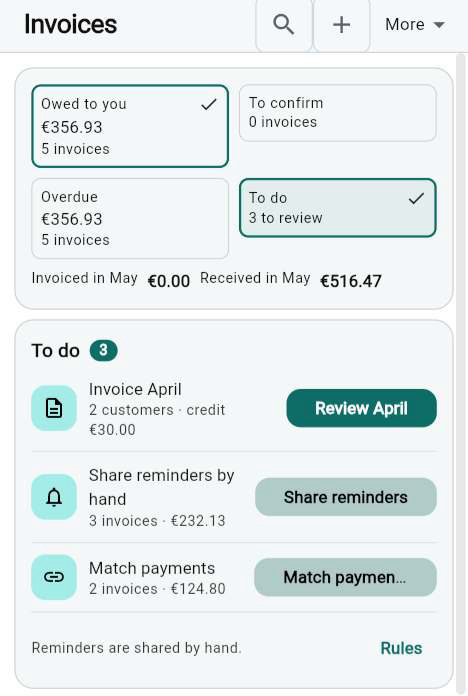 Invoices
More
Owed to you
€356.93
5 invoices
To confirm
0 invoices
Overdue
€356.93
5 invoices
To do
3 to review
Invoiced in May €0.00 Received in May €516.47
To do 3
Invoice April
2 customers · credit
€30.00
Review April
Share reminders by
hand
3 invoices · €232.13
Share reminders
Match payments
2 invoices · €124.80
Match paymen...
Reminders are shared by hand.
Rules